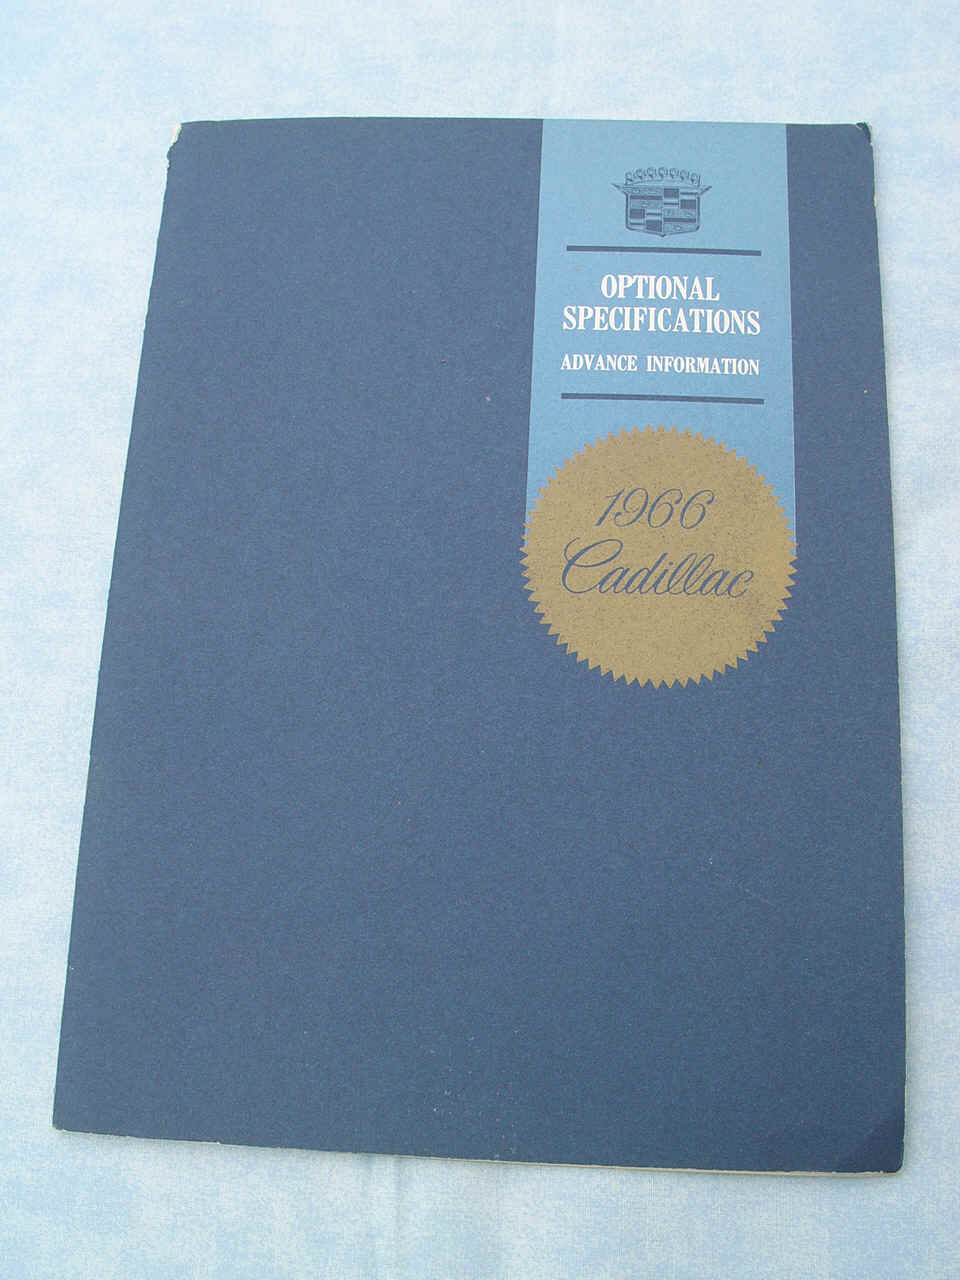 OPTIONAL
SPECIFICATIONS
ADVANCE INFORMATION
1966
Cadillac